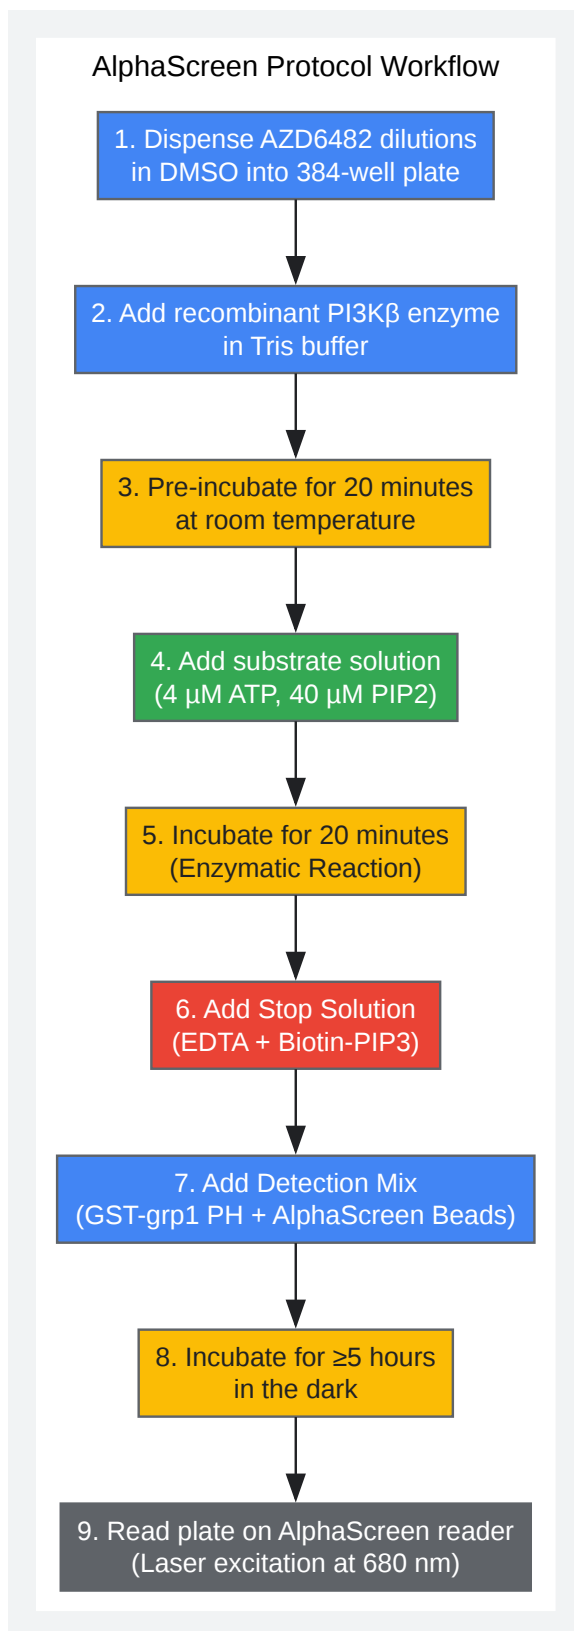 AlphaScreen Protocol Workflow
1. Dispense AZD6482 dilutions
in DMSO into 384-well plate
2. Add recombinant PI3Kβ enzyme
in Tris buffer
3. Pre-incubate for 20 minutes
at room temperature
4. Add substrate solution
(4 µM ATP, 40 µM PIP2)
5. Incubate for 20 minutes
(Enzymatic Reaction)
6. Add Stop Solution
(EDTA + Biotin-PIP3)
7. Add Detection Mix
(GST-grp1 PH + AlphaScreen Beads)
8. Incubate for ≥5 hours
in the dark
9. Read plate on AlphaScreen reader
(Laser excitation at 680 nm)